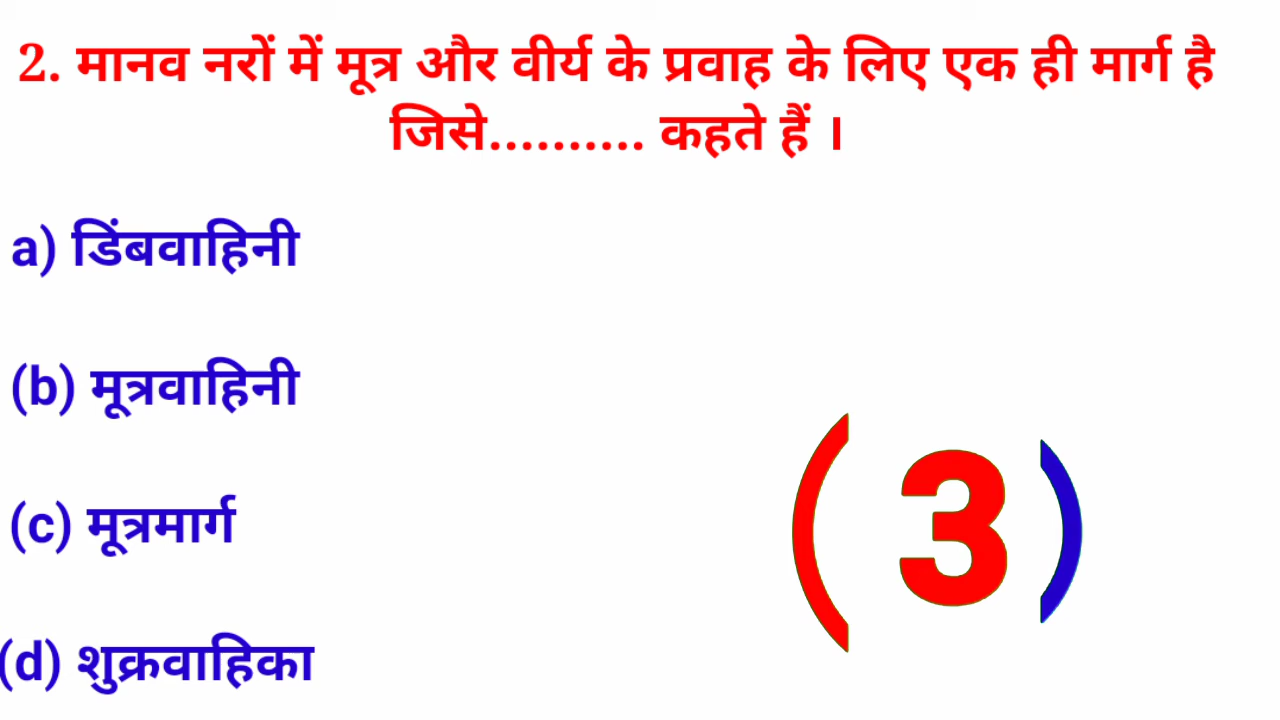 2. मानव नरों में मूत्र और वीर्य के प्रवाह के लिए एक ही मार्ग है
जिसे.......... कहते हैं ।
a) डिंबवाहिनी
(b) मूत्रवाहिनी
(c) मूत्रमार्ग
( 3 )
(d) शुक्रवाहिका